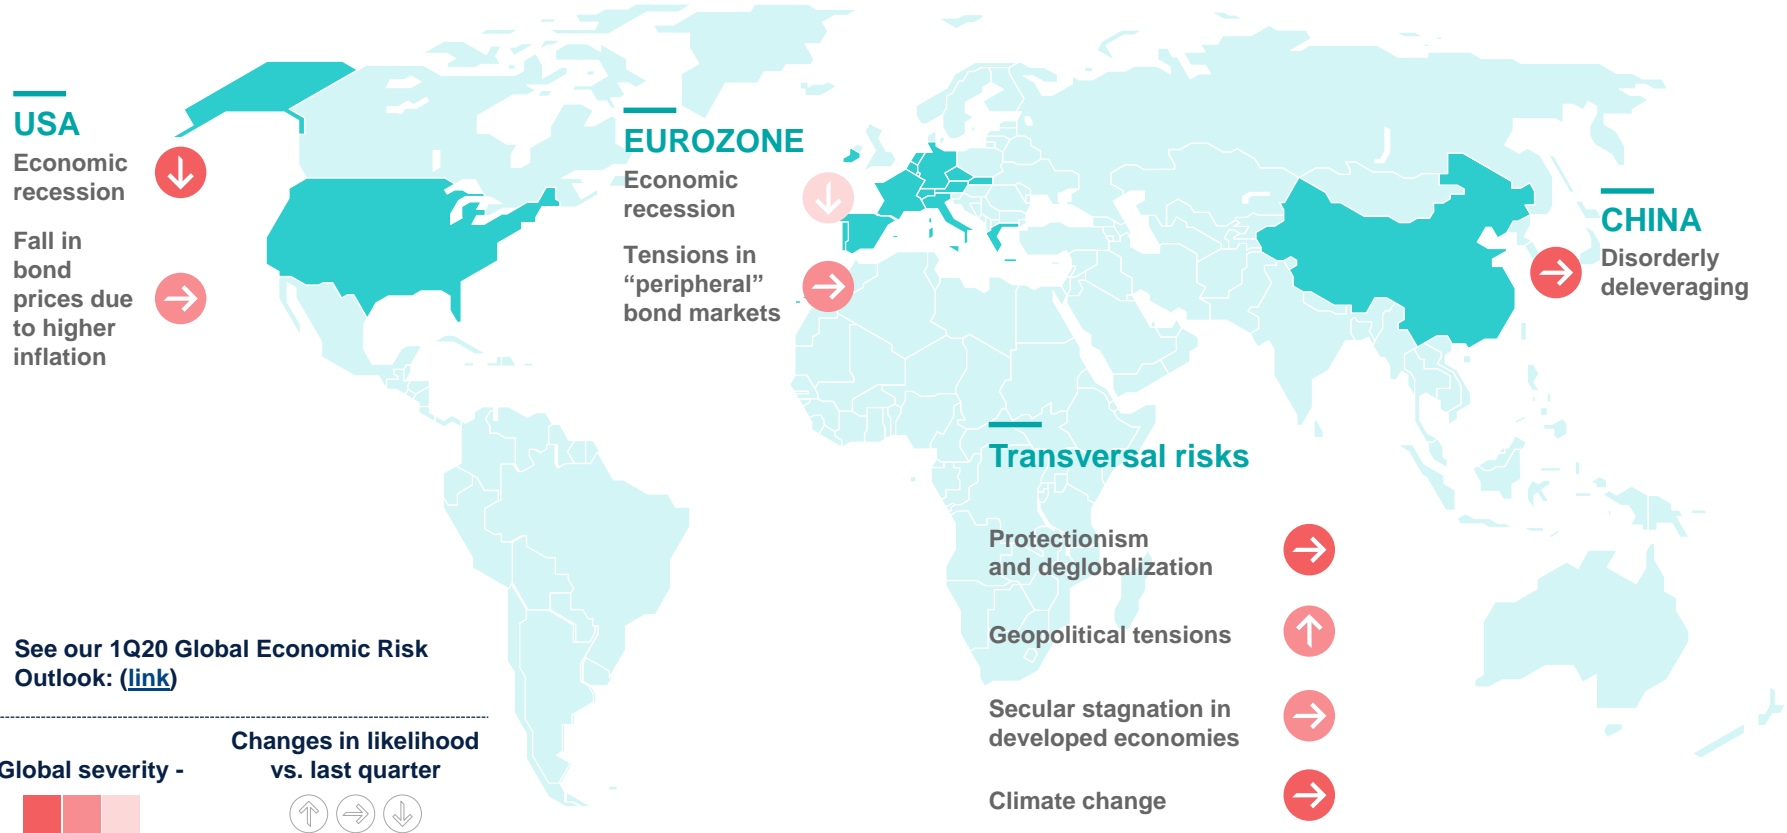 USA
Economic
recession
Fall in
bond
prices due
to higher
inflation
EUROZONE
Economic
recession
Tensions in
“peripheral”
bond markets
CHINA
Disorderly
deleveraging
Transversal risks
Protectionism
and deglobalization
Geopolitical tensions
Secular stagnation in
developed economies
Climate change
See our 1Q20 Global Economic Risk
Outlook: (link)
Global severity -
Changes in likelihood
vs. last quarter